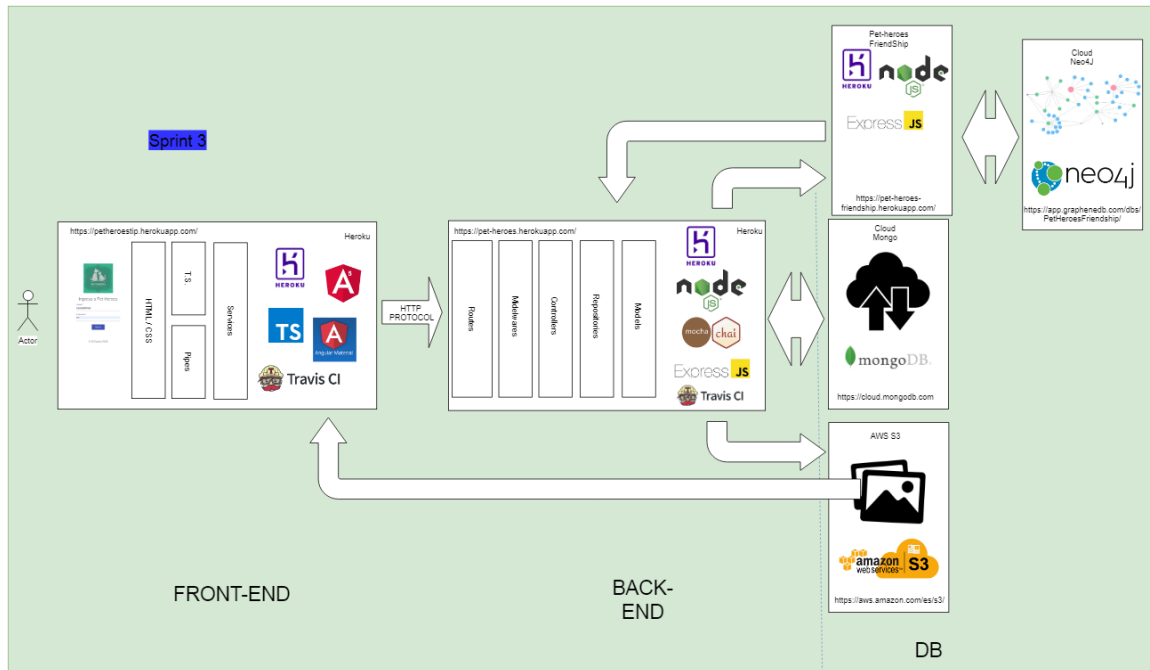 Sprint 3
Actor
https://petheroestip.herokuapp.com/
Heroku
Ingresa a Pet Heroes
HTML / CSS
T.S.
Pipes
Services
HEROKU
TS
A
Angular Material
Travis CI
HTTP
PROTOCOL
https://pet-heroes.herokuapp.com/
Heroku
Routes
Midelwares
Controllers
Repositories
Models
HEROKU
node
JS
mocha
chai
Express JS
Travis CI
Pet-heroes
FriendShip
HEROKU
node
JS
Express JS
https://pet-heroes-
friendship.herokuapp.com/
Cloud
Neo4J
neo4j
https://app.graphenedb.com/dbs/
PetHeroesFriendship/
Cloud
Mongo
mongoDB.
https://cloud.mongodb.com
AWS S3
amazon
web services
S3
https://aws.amazon.com/es/s3/
FRONT-END
BACK-
END
DB